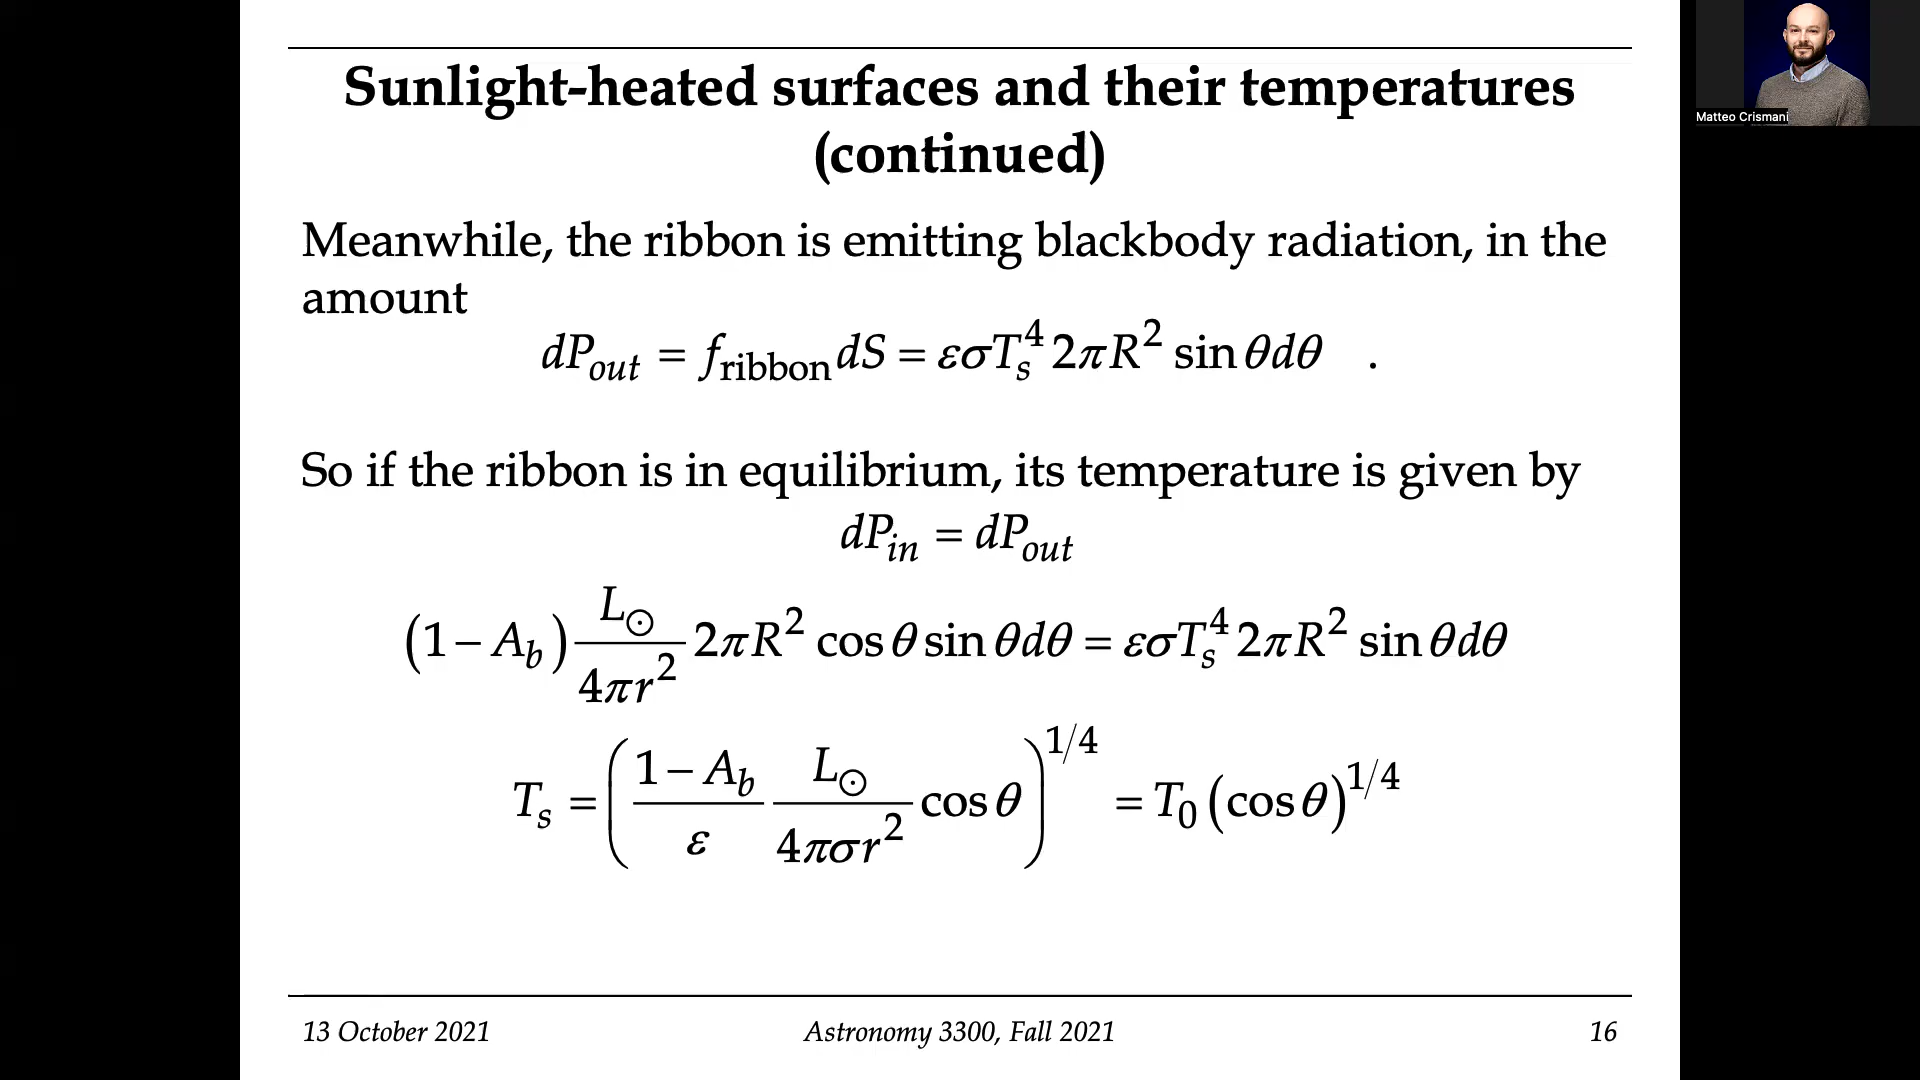 Sunlight-heated surfaces and their temperatures
(continued)
Matteo Crismani
Meanwhile, the ribbon is emitting blackbody radiation, in the
amount
dP_out = f_ribbon dS = εσT_s^4 2πR^2 sin θdθ .
So if the ribbon is in equilibrium, its temperature is given by
dP_in = dP_out
(1 − A_b) L_⊙/4πr^2 2πR^2 cos θ sin θdθ = εσT_s^4 2πR^2 sin θdθ
T_s = (1 − A_b/ε L_⊙/4πσr^2 cos θ)^1/4 = T_0 (cos θ)^1/4
13 October 2021 Astronomy 3300, Fall 2021 16